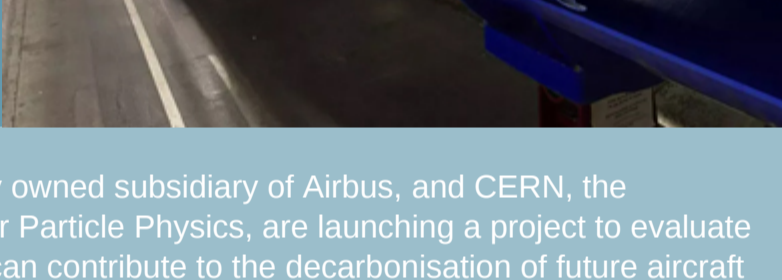 owned subsidiary of Airbus, and CERN, the
Particle Physics, are launching a project to evaluate
can contribute to the decarbonisation of future aircraft